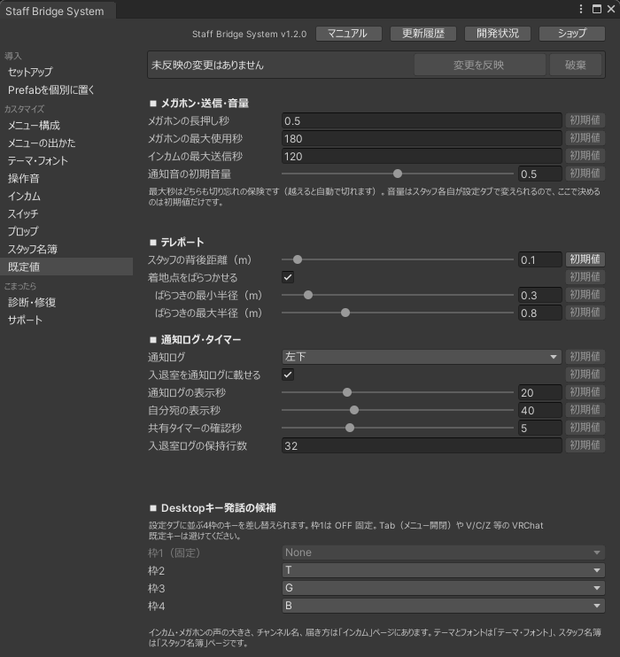 Staff Bridge System
Staff Bridge System v1.2.0 マニュアル 更新履歴 開発状況 ショップ
導入
セットアップ
Prefabを個別に置く
カスタマイズ
メニュー構成
メニューの出かた
テーマ・フォント
操作音
インカム
スイッチ
プロップ
スタッフ名簿
既定値
こまったら
診断・修復
サポート
未反映の変更はありません 変更を反映 破棄
■ メガホン・送信・音量
メガホンの長押し秒 0.5 初期値
メガホンの最大使用秒 180 初期値
インカムの最大送信秒 120 初期値
通知音の初期音量 0.5 初期値
最大秒はどちらも切り忘れの保険です（越えると自動で切れます）。音量はスタッフ各自が設定タブで変えられるので、ここで決める
のは初期値だけです。
■ テレポート
スタッフの背後距離（m） 0.1 初期値
着地点をばらつかせる 初期値
ばらつきの最小半径（m） 0.3 初期値
ばらつきの最大半径（m） 0.8 初期値
■ 通知ログ・タイマー
通知ログ 左下 初期値
入退室を通知ログに載せる 初期値
通知ログの表示秒 20 初期値
自分宛の表示秒 40 初期値
共有タイマーの確認秒 5 初期値
入退室ログの保持行数 32 初期値
■ Desktopキー発話の候補
設定タブに並ぶ4枠のキーを差し替えられます。枠1は OFF 固定。Tab（メニュー開閉）や V/C/Z 等の VRChat
既定キーは避けてください。
枠1（固定） None
枠2 T
枠3 G
枠4 B
インカム・メガホンの声の大きさ、チャンネル名、届き方は「インカム」ページにあります。テーマとフォントは「テーマ・フォント」、スタッフ名簿
は「スタッフ名簿」ページです。